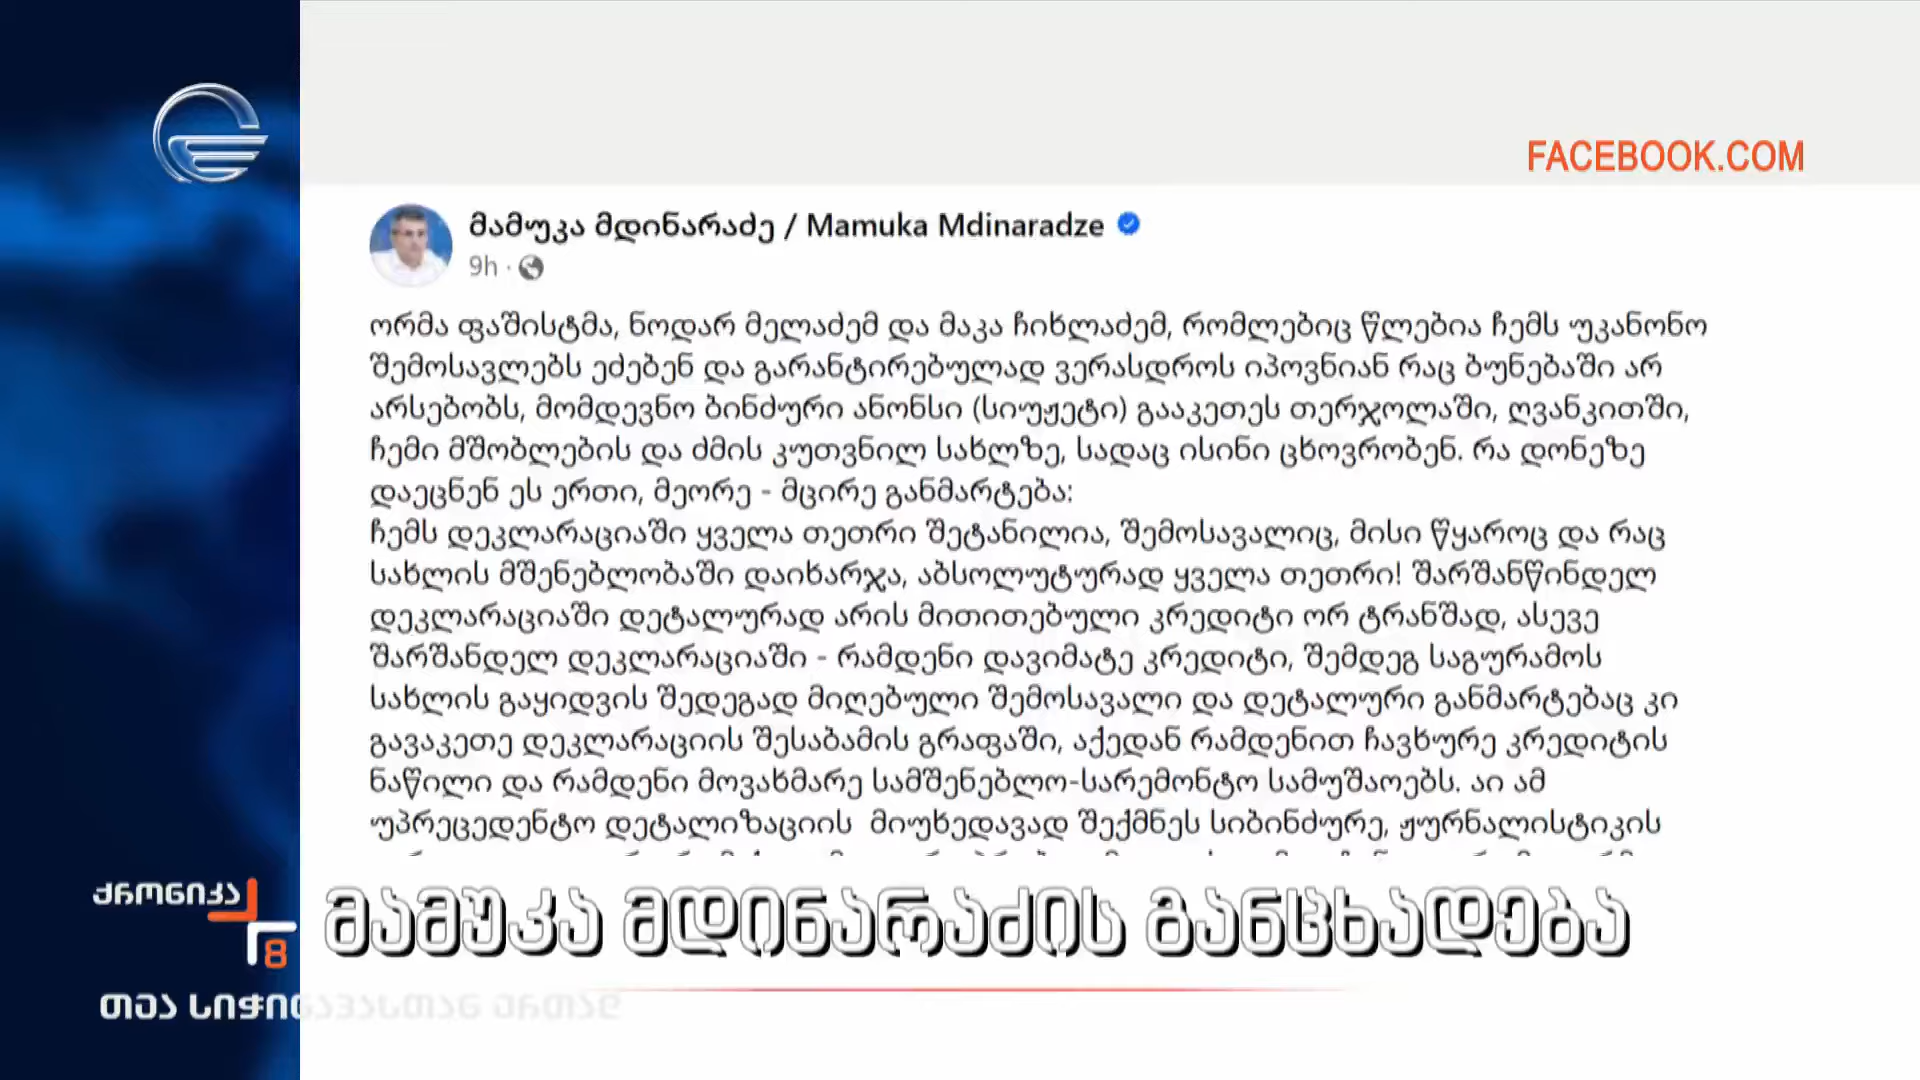 FACEBOOK.COM
მამუკა მდინარაძე / Mamuka Mdinaradze
9h ·
ორმა ფაშისტმა, ნოდარ მელაძემ და მაკა ჩიხლაძემ, რომლებიც წლებია ჩემს უკანონო
შემოსავლებს ეძებენ და გარანტირებულად ვერასდროს იპოვნიან რაც ბუნებაში არ
არსებობს, მომდევნო ბინძური ანონსი (სიუჟეტი) გააკეთეს თერჯოლაში, ღვანკითში,
ჩემი მშობლების და ძმის კუთვნილ სახლზე, სადაც ისინი ცხოვრობენ. რა დონეზე
დაეცნენ ეს ერთი, მეორე - მცირე განმარტება:
ჩემს დეკლარაციაში ყველა თეთრი შეტანილია, შემოსავალიც, მისი წყაროც და რაც
სახლის მშენებლობაში დაიხარჯა, აბსოლუტურად ყველა თეთრი! შარშანწინდელ
დეკლარაციაში დეტალურად არის მითითებული კრედიტი ორ ტრანშად, ასევე
შარშანდელ დეკლარაციაში - რამდენი დავიმატე კრედიტი, შემდეგ საგურამოს
სახლის გაყიდვის შედეგად მიღებული შემოსავალი და დეტალური განმარტებაც კი
გავაკეთე დეკლარაციის შესაბამის გრაფაში, აქედან რამდენით ჩავხურე კრედიტის
ნაწილი და რამდენი მოვახმარე სამშენებლო-სარემონტო სამუშაოებს. აი ამ
უპრეცედენტო დეტალიზაციის მიუხედავად შექმნეს სიბინძურე, ჟურნალისტიკის
ქრონიკა
8
მამუკა მდინარაძის განცხადება
თეა სიჭინავასთან ერთად